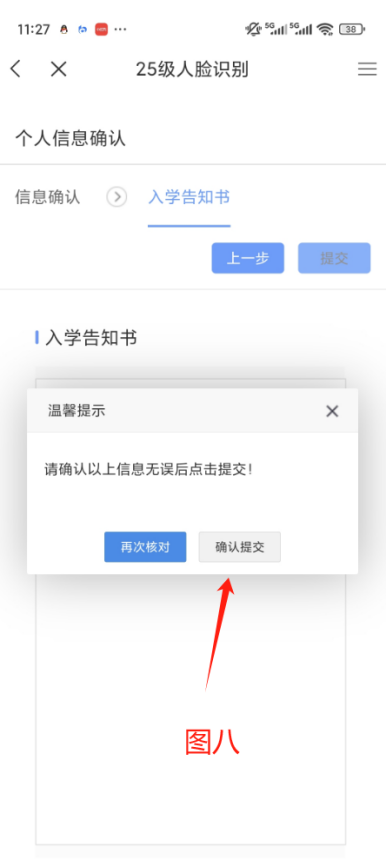 11:27 ··· 5G 5G 38
25级人脸识别
个人信息确认
信息确认 入学告知书
上一步 提交
入学告知书
温馨提示
请确认以上信息无误后点击提交！
再次核对 确认提交
图八